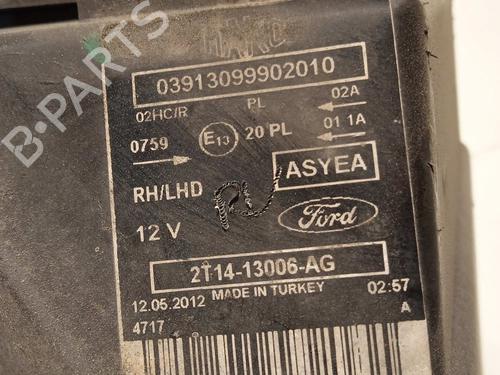 B-PARTS
03913099902010
02HC/R PL 02A
0759 E13 20 PL 01 1A
RH/LHD ASYEA
12 V Ford
2T14-13006-AG
12.05.2012 MADE IN TURKEY 02:57
4717 A